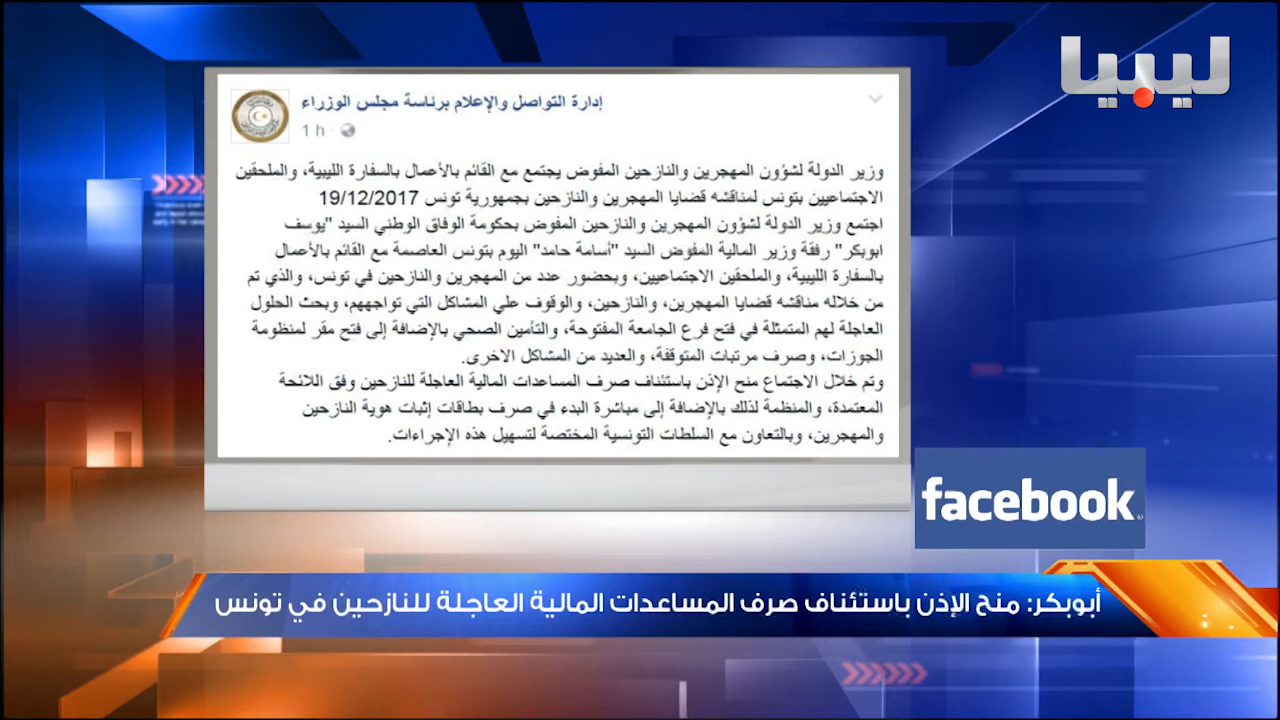 ليبيا
إدارة التواصل والإعلام برئاسة مجلس الوزراء
1 h ·
وزير الدولة لشؤون المهجرين والنازحين المفوض يجتمع مع القائم بالأعمال بالسفارة الليبية، والملحقين
الاجتماعيين بتونس لمناقشه قضايا المهجرين والنازحين بجمهورية تونس 19/12/2017
اجتمع وزير الدولة لشؤون المهجرين والنازحين المفوض بحكومة الوفاق الوطني السيد "يوسف
ابوبكر" رفقة وزير المالية المفوض السيد "أسامة حامد" اليوم بتونس العاصمة مع القائم بالأعمال
بالسفارة الليبية، والملحقين الاجتماعيين، وبحضور عدد من المهجرين والنازحين في تونس، والذي تم
من خلاله مناقشه قضايا المهجرين، والنازحين، والوقوف علي المشاكل التي تواجههم، وبحث الحلول
العاجلة لهم المتمثلة في فتح فرع الجامعة المفتوحة، والتأمين الصحي بالإضافة إلى فتح مقر لمنظومة
الجوزات، وصرف مرتبات المتوقفة، والعديد من المشاكل الاخرى.
وتم خلال الاجتماع منح الإذن باستئناف صرف المساعدات المالية العاجلة للنازحين وفق اللائحة
المعتمدة، والمنظمة لذلك بالإضافة إلى مباشرة البدء في صرف بطاقات إثبات هوية النازحين
والمهجرين، وبالتعاون مع السلطات التونسية المختصة لتسهيل هذه الإجراءات.
facebook
أبوبكر: منح الإذن باستئناف صرف المساعدات المالية العاجلة للنازحين في تونس